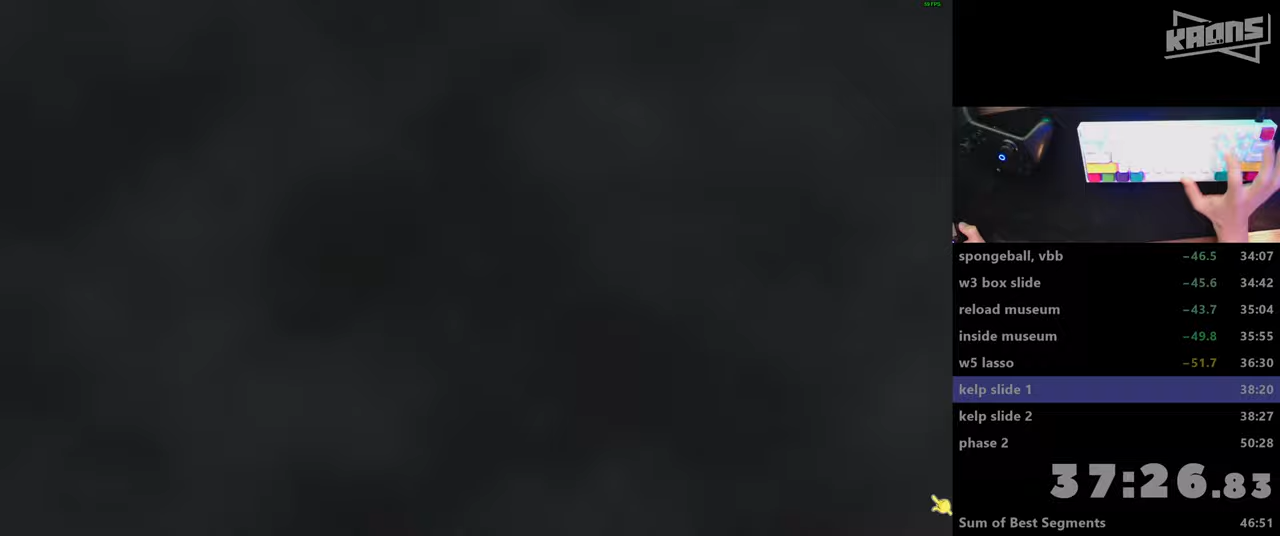 KAONS
spongeball, vbb -46.5 34:07
w3 box slide -45.6 34:42
reload museum -43.7 35:04
inside museum -49.8 35:55
w5 lasso -51.7 36:30
kelp slide 1 38:20
kelp slide 2 38:27
phase 2 50:28
37:26.83
Sum of Best Segments 46:51